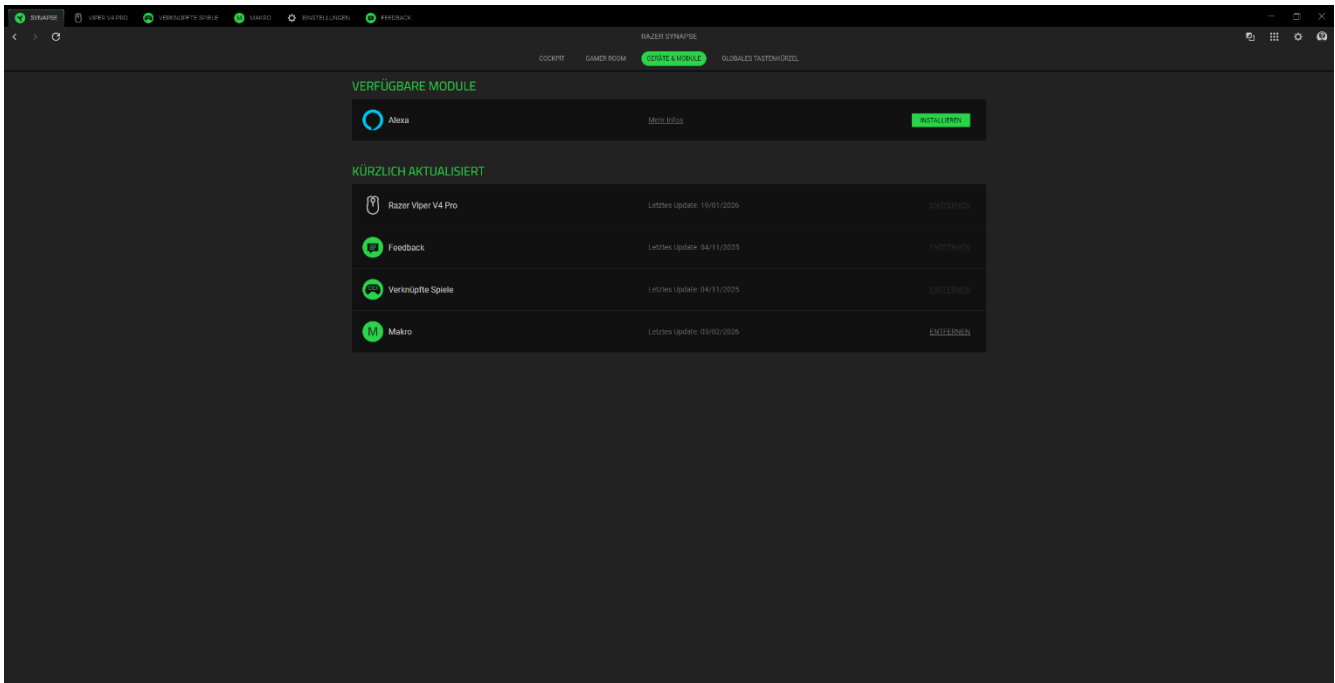 SYNAPSE VIPER V4 PRO VERKNÜPFTE SPIELE M MAKRO EINSTELLUNGEN FEEDBACK
RAZER SYNAPSE
COCKPIT GAMER ROOM GERÄTE & MODULE GLOBALES TASTENKÜRZEL
VERFÜGBARE MODULE
Alexa Mehr Infos INSTALLIEREN
KÜRZLICH AKTUALISIERT
Razer Viper V4 Pro Letztes Update: 19/01/2026 ENTFERNEN
Feedback Letztes Update: 04/11/2025 ENTFERNEN
Verknüpfte Spiele Letztes Update: 04/11/2025 ENTFERNEN
M Makro Letztes Update: 03/02/2026 ENTFERNEN